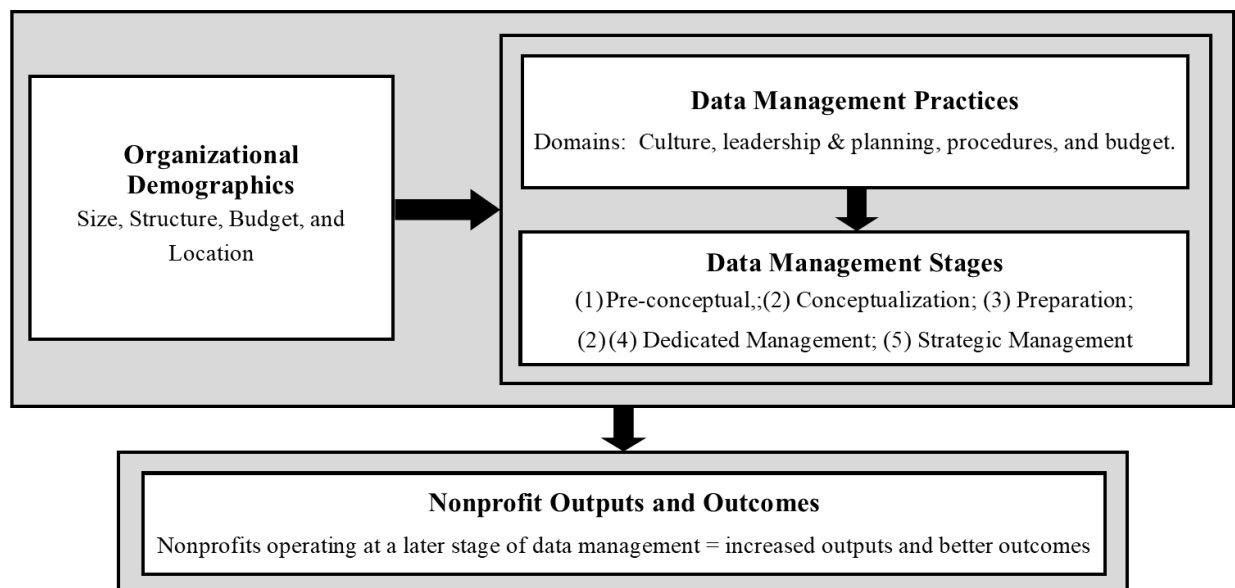 Organizational
Demographics
Size, Structure, Budget, and
Location
Data Management Practices
Domains:  Culture, leadership & planning, procedures, and budget.
Data Management Stages
(1) Pre-conceptual,;(2) Conceptualization; (3) Preparation;
(2) (4) Dedicated Management; (5) Strategic Management
Nonprofit Outputs and Outcomes
Nonprofits operating at a later stage of data management = increased outputs and better outcomes